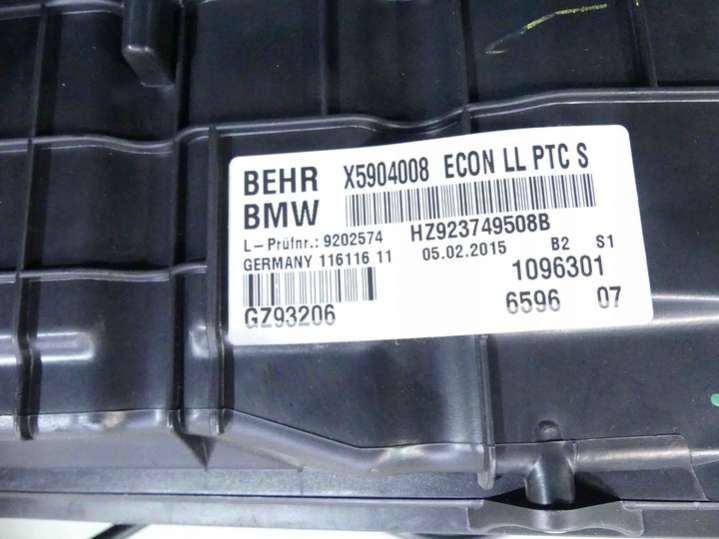 BEHR X5904008 ECON LL PTC S
BMW
L-Prüfnr.: 9202574 HZ923749508B
GERMANY 116116 11 05.02.2015 B2 S1
1096301
GZ93206 6596 07